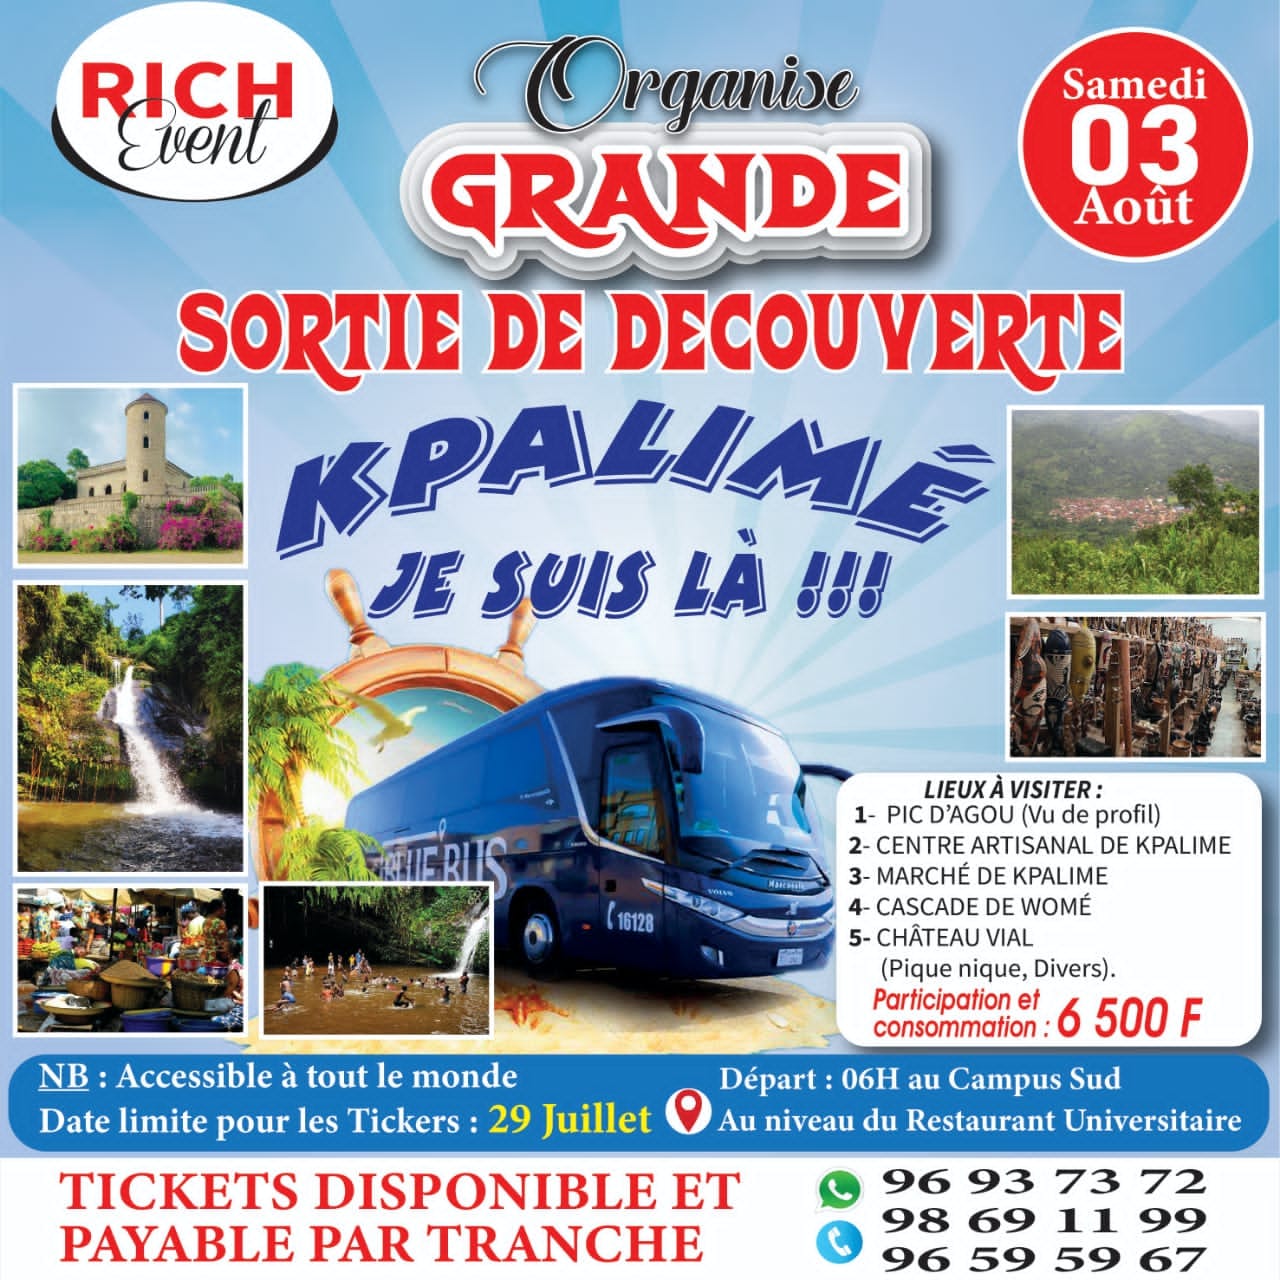 RICH
Event
Organise
GRANDE
SORTIE DE DECOUVERTE
Samedi
03
Août
KPALIMÈ
JE SUIS LÀ !!!
BLUE BUS
16128
VOLVO
LIEUX À VISITER :
1- PIC D'AGOU (Vu de profil)
2- CENTRE ARTISANAL DE KPALIME
3- MARCHÉ DE KPALIME
4- CASCADE DE WOMÉ
5- CHÂTEAU VIAL
(Pique nique, Divers).
Participation et
consommation : 6 500 F
NB : Accessible à tout le monde
Date limite pour les Tickers : 29 Juillet
Départ : 06H au Campus Sud
Au niveau du Restaurant Universitaire
TICKETS DISPONIBLE ET
PAYABLE PAR TRANCHE
96 93 73 72
98 69 11 99
96 59 59 67